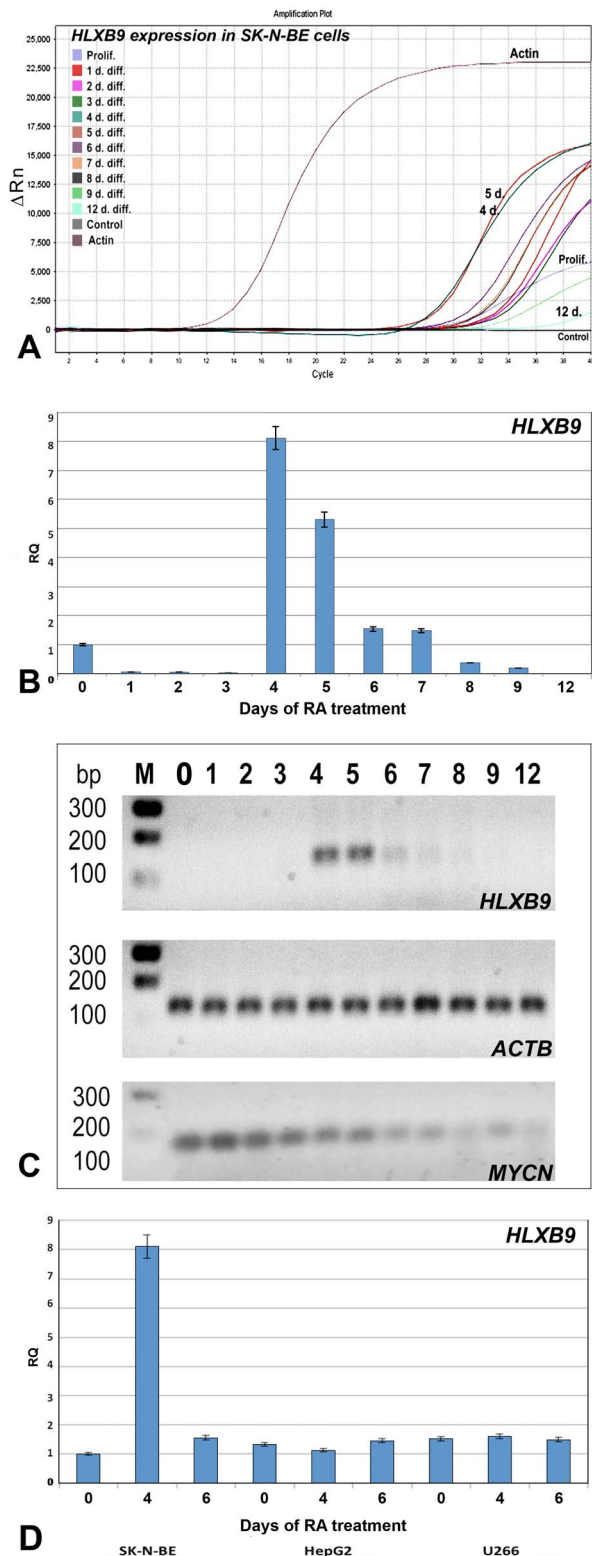 Amplification Plot
HLXB9 expression in SK-N-BE cells
25,000
22,500
20,000
17,500
15,000
12,500
10,000
7,500
5,000
2,500
0
ΔRn
Prolif.
1 d. diff.
2 d. diff.
3 d. diff.
4 d. diff.
5 d. diff.
6 d. diff.
7 d. diff.
8 d. diff.
9 d. diff.
12 d. diff.
Control
Actin
Actin
5 d.
4 d.
Prolif.
12 d.
Control
2 4 6 8 10 12 14 16 18 20 22 24 26 28 30 32 34 36 38 40
Cycle
A
HLXB9
9
8
7
6
5
4
3
2
1
0
RQ
0 1 2 3 4 5 6 7 8 9 12
Days of RA treatment
B
bp M 0 1 2 3 4 5 6 7 8 9 12
300
200
100
HLXB9
300
200
100
ACTB
300
200
100
MYCN
C
HLXB9
9
8
7
6
5
4
3
2
1
0
RQ
0 4 6 0 4 6 0 4 6
Days of RA treatment
D
SK-N-BE HepG2 U266